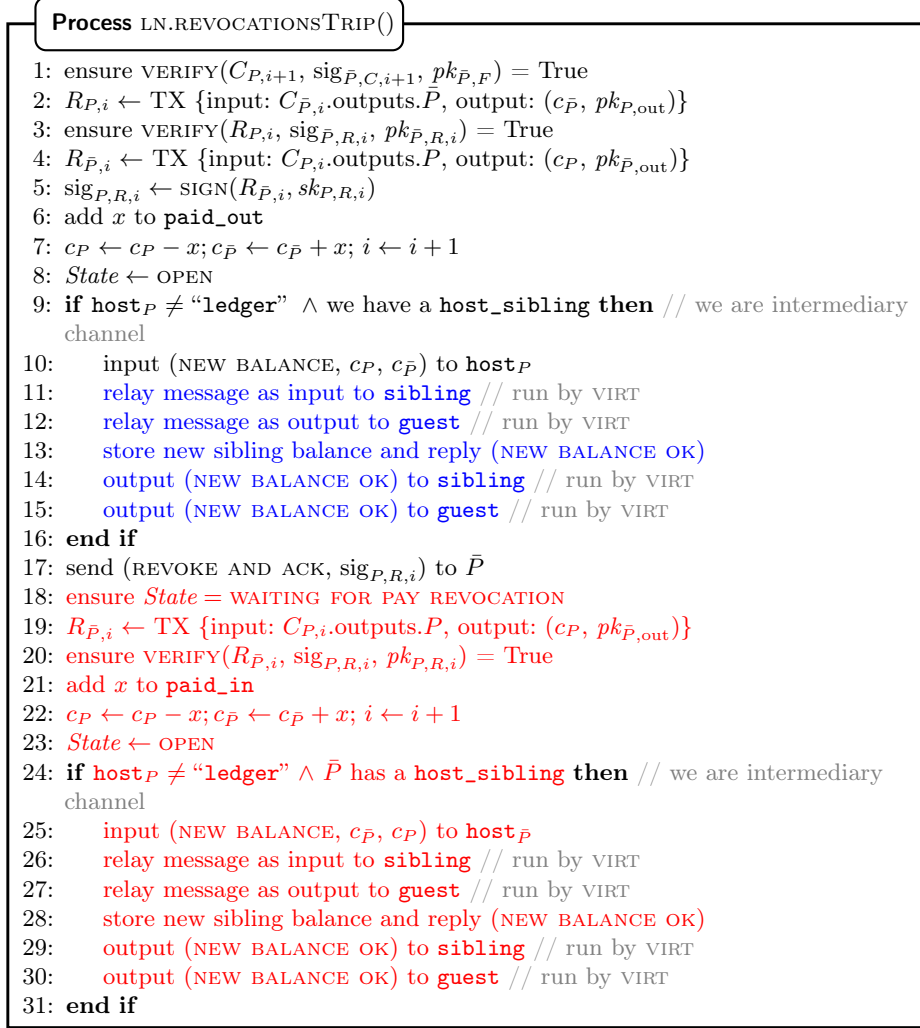 Process LN.REVOCATIONSTRIP()
1: ensure VERIFY(C_{P,i+1}, sig_{P̄,C,i+1}, pk_{P̄,F}) = True
2: R_{P,i} ← TX {input: C_{P̄,i}.outputs.P̄, output: (c_{P̄}, pk_{P,out})}
3: ensure VERIFY(R_{P,i}, sig_{P̄,R,i}, pk_{P̄,R,i}) = True
4: R_{P̄,i} ← TX {input: C_{P,i}.outputs.P, output: (c_P, pk_{P̄,out})}
5: sig_{P,R,i} ← SIGN(R_{P̄,i}, sk_{P,R,i})
6: add x to paid_out
7: c_P ← c_P − x; c_{P̄} ← c_{P̄} + x; i ← i + 1
8: State ← OPEN
9: if host_P ≠ “ledger” ∧ we have a host_sibling then // we are intermediary
channel
10: input (NEW BALANCE, c_P, c_{P̄}) to host_P
11: relay message as input to sibling // run by VIRT
12: relay message as output to guest // run by VIRT
13: store new sibling balance and reply (NEW BALANCE OK)
14: output (NEW BALANCE OK) to sibling // run by VIRT
15: output (NEW BALANCE OK) to guest // run by VIRT
16: end if
17: send (REVOKE AND ACK, sig_{P,R,i}) to P̄
18: ensure State = WAITING FOR PAY REVOCATION
19: R_{P̄,i} ← TX {input: C_{P,i}.outputs.P, output: (c_P, pk_{P̄,out})}
20: ensure VERIFY(R_{P̄,i}, sig_{P,R,i}, pk_{P,R,i}) = True
21: add x to paid_in
22: c_P ← c_P − x; c_{P̄} ← c_{P̄} + x; i ← i + 1
23: State ← OPEN
24: if host_P ≠ “ledger” ∧ P̄ has a host_sibling then // we are intermediary
channel
25: input (NEW BALANCE, c_{P̄}, c_P) to host_{P̄}
26: relay message as input to sibling // run by VIRT
27: relay message as output to guest // run by VIRT
28: store new sibling balance and reply (NEW BALANCE OK)
29: output (NEW BALANCE OK) to sibling // run by VIRT
30: output (NEW BALANCE OK) to guest // run by VIRT
31: end if